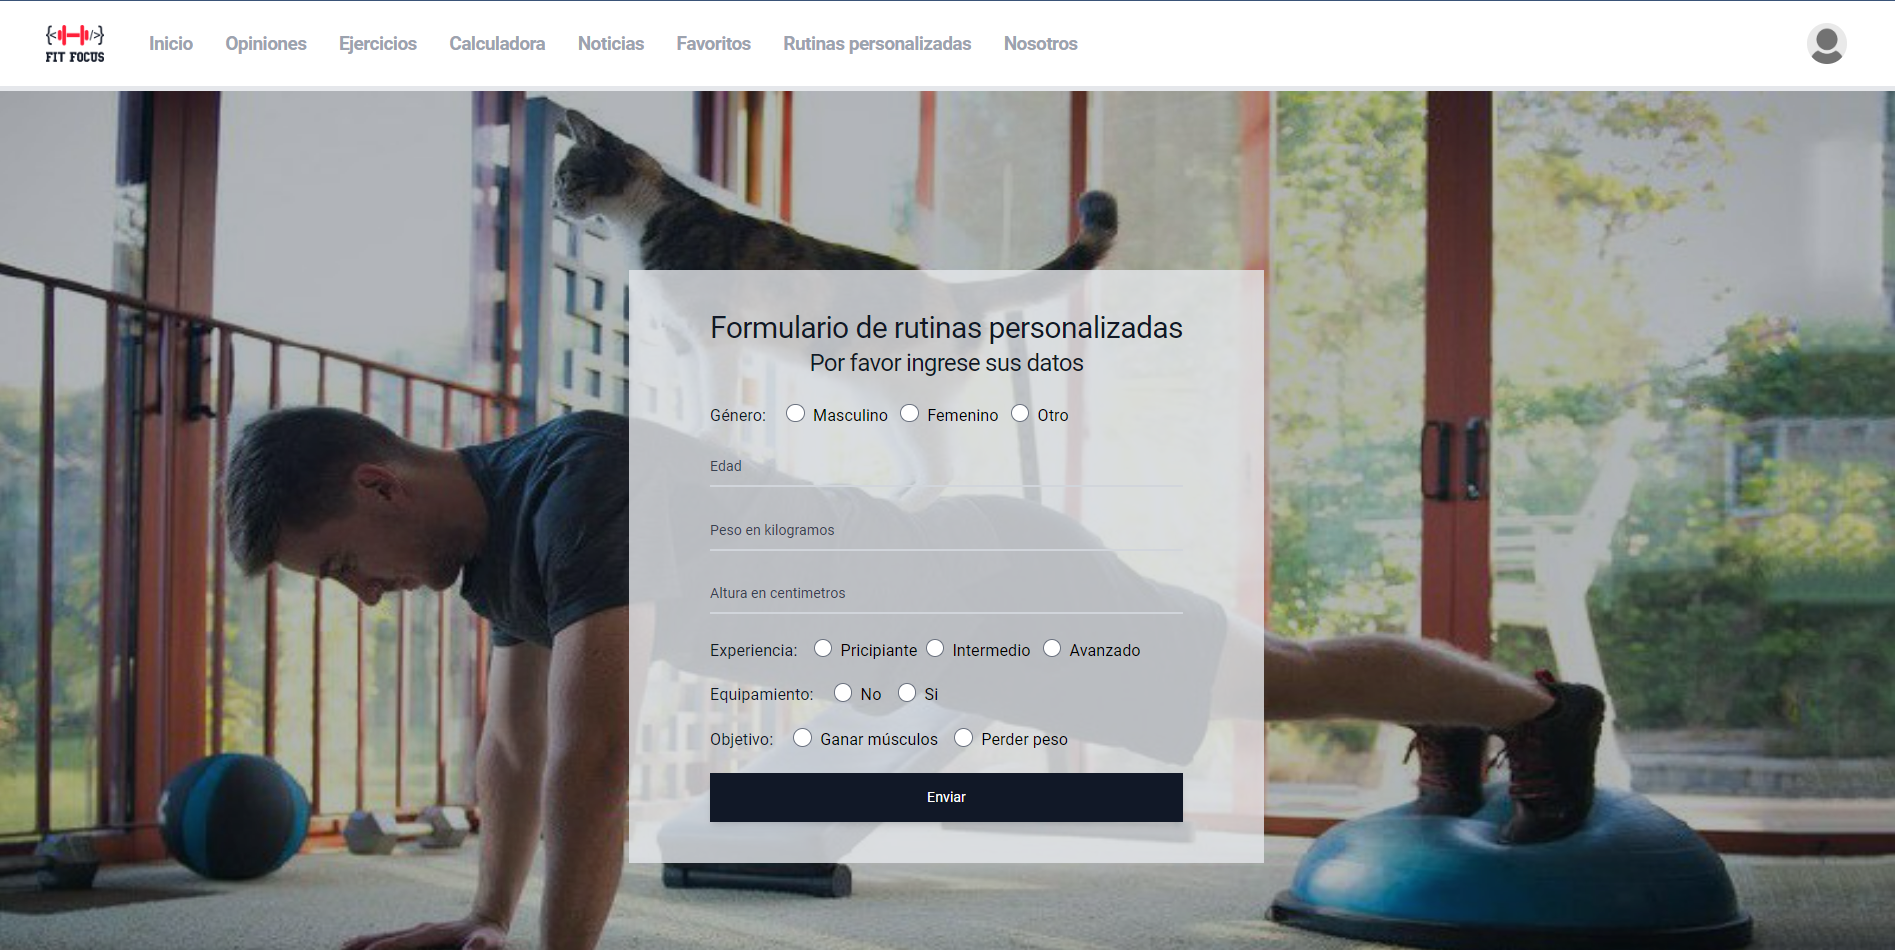 {<-->/>}
FIT FOCUS
Inicio Opiniones Ejercicios Calculadora Noticias Favoritos Rutinas personalizadas Nosotros
Formulario de rutinas personalizadas
Por favor ingrese sus datos
Género: Masculino Femenino Otro
Edad
Peso en kilogramos
Altura en centimetros
Experiencia: Pricipiante Intermedio Avanzado
Equipamiento: No Si
Objetivo: Ganar músculos Perder peso
Enviar